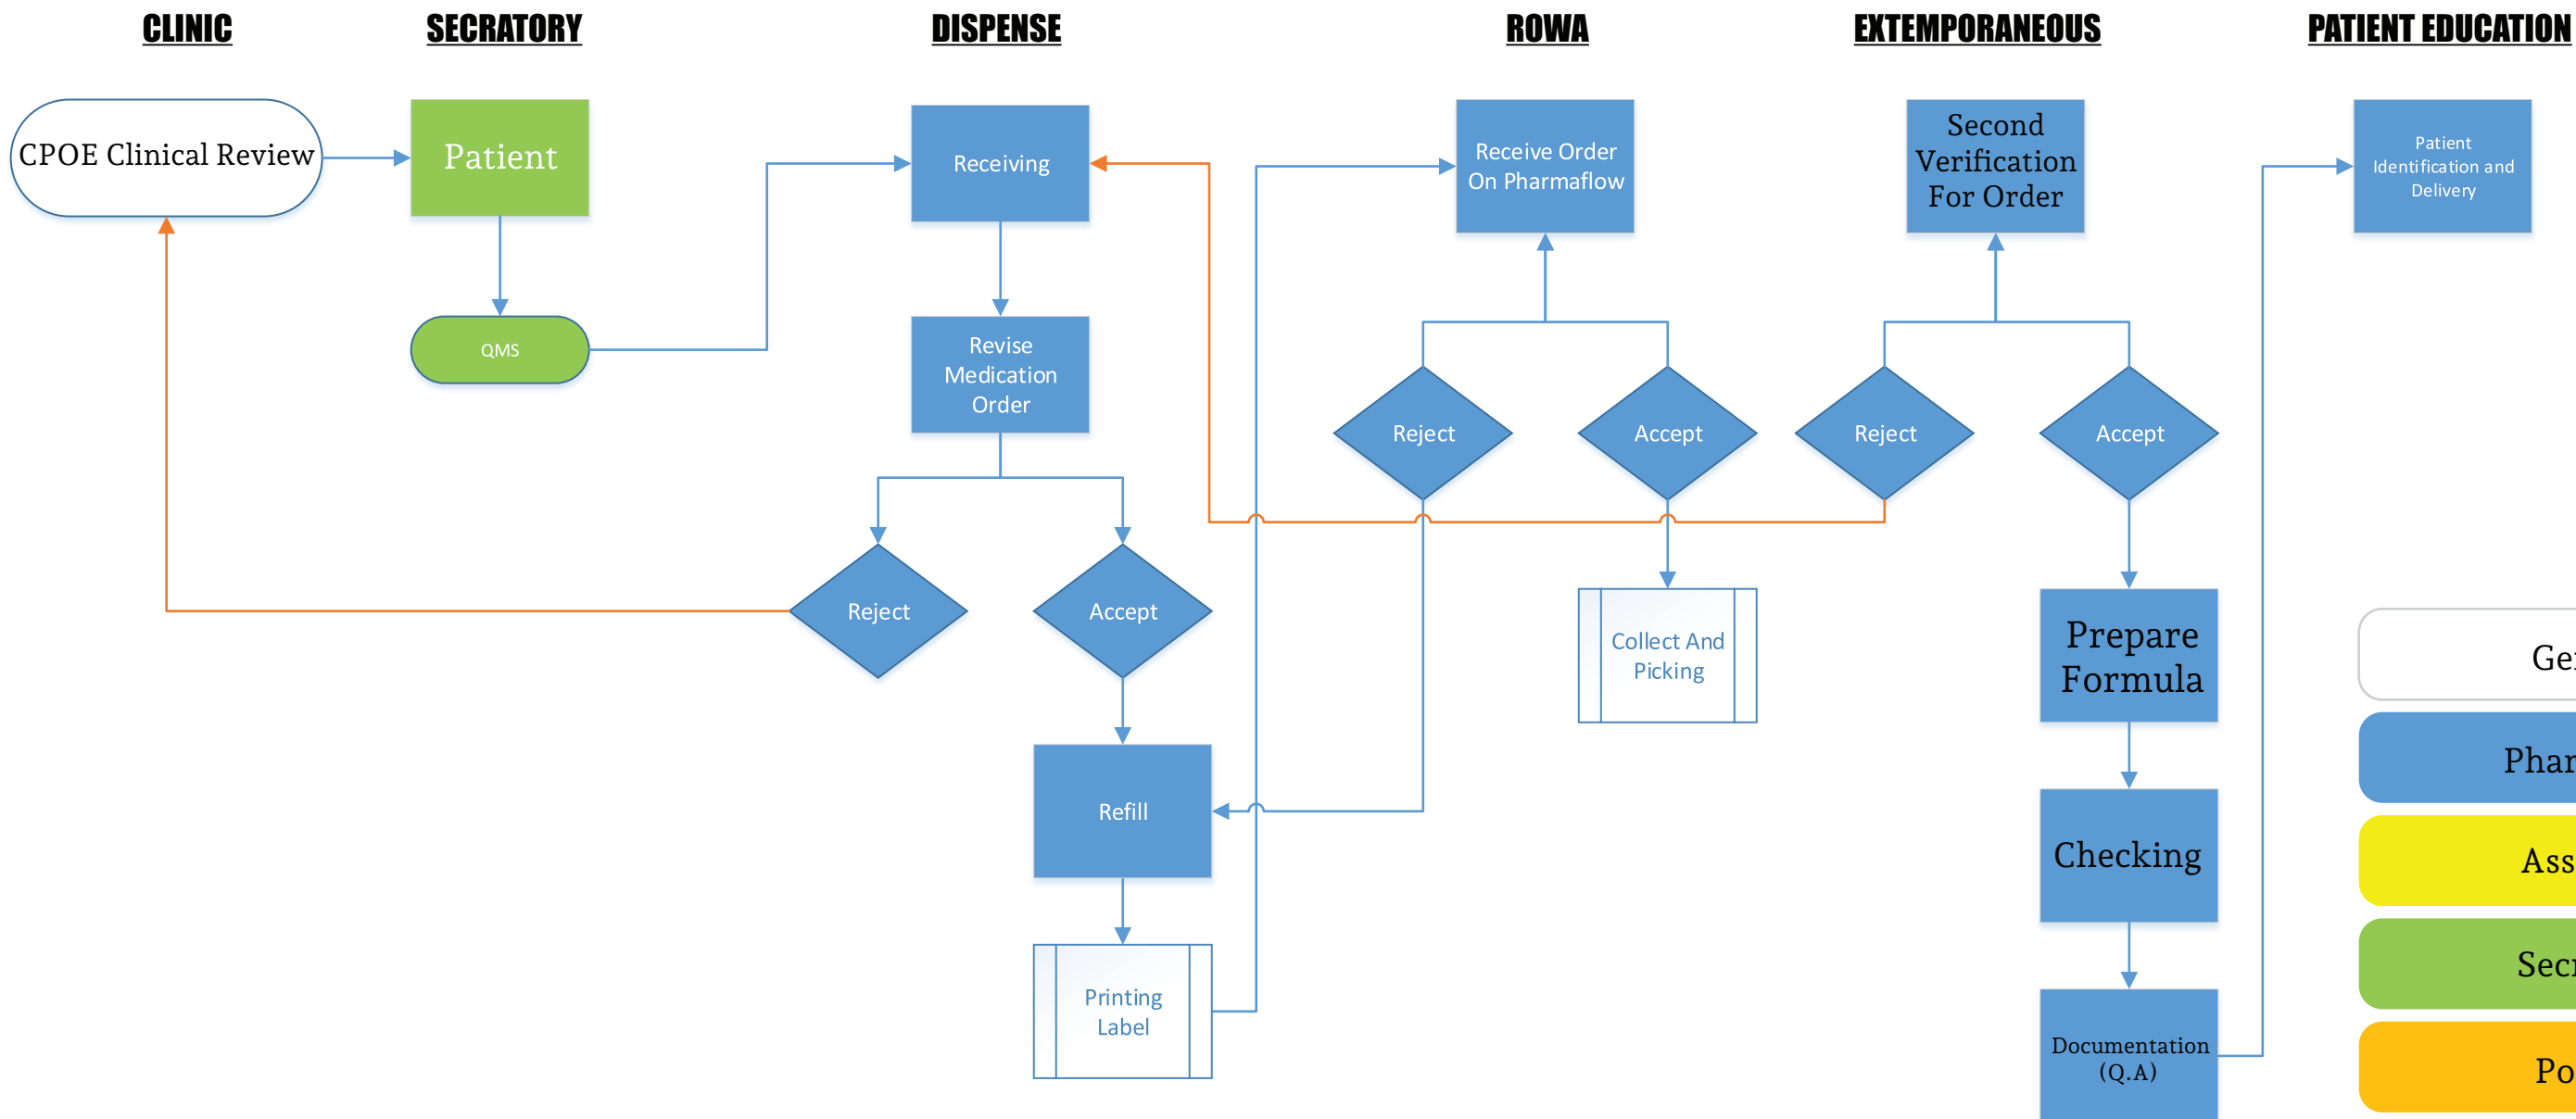 CLINIC
SECRATORY
DISPENSE
ROWA
EXTEMPORANEOUS
PATIENT EDUCATION
CPOE Clinical Review
Patient
QMS
Receiving
Revise
Medication
Order
Reject
Accept
Refill
Printing
Label
Receive Order
On Pharmaflow
Reject
Accept
Collect And
Picking
Second
Verification
For Order
Reject
Accept
Prepare
Formula
Checking
Documentation
(Q.A)
Patient
Identification and
Delivery